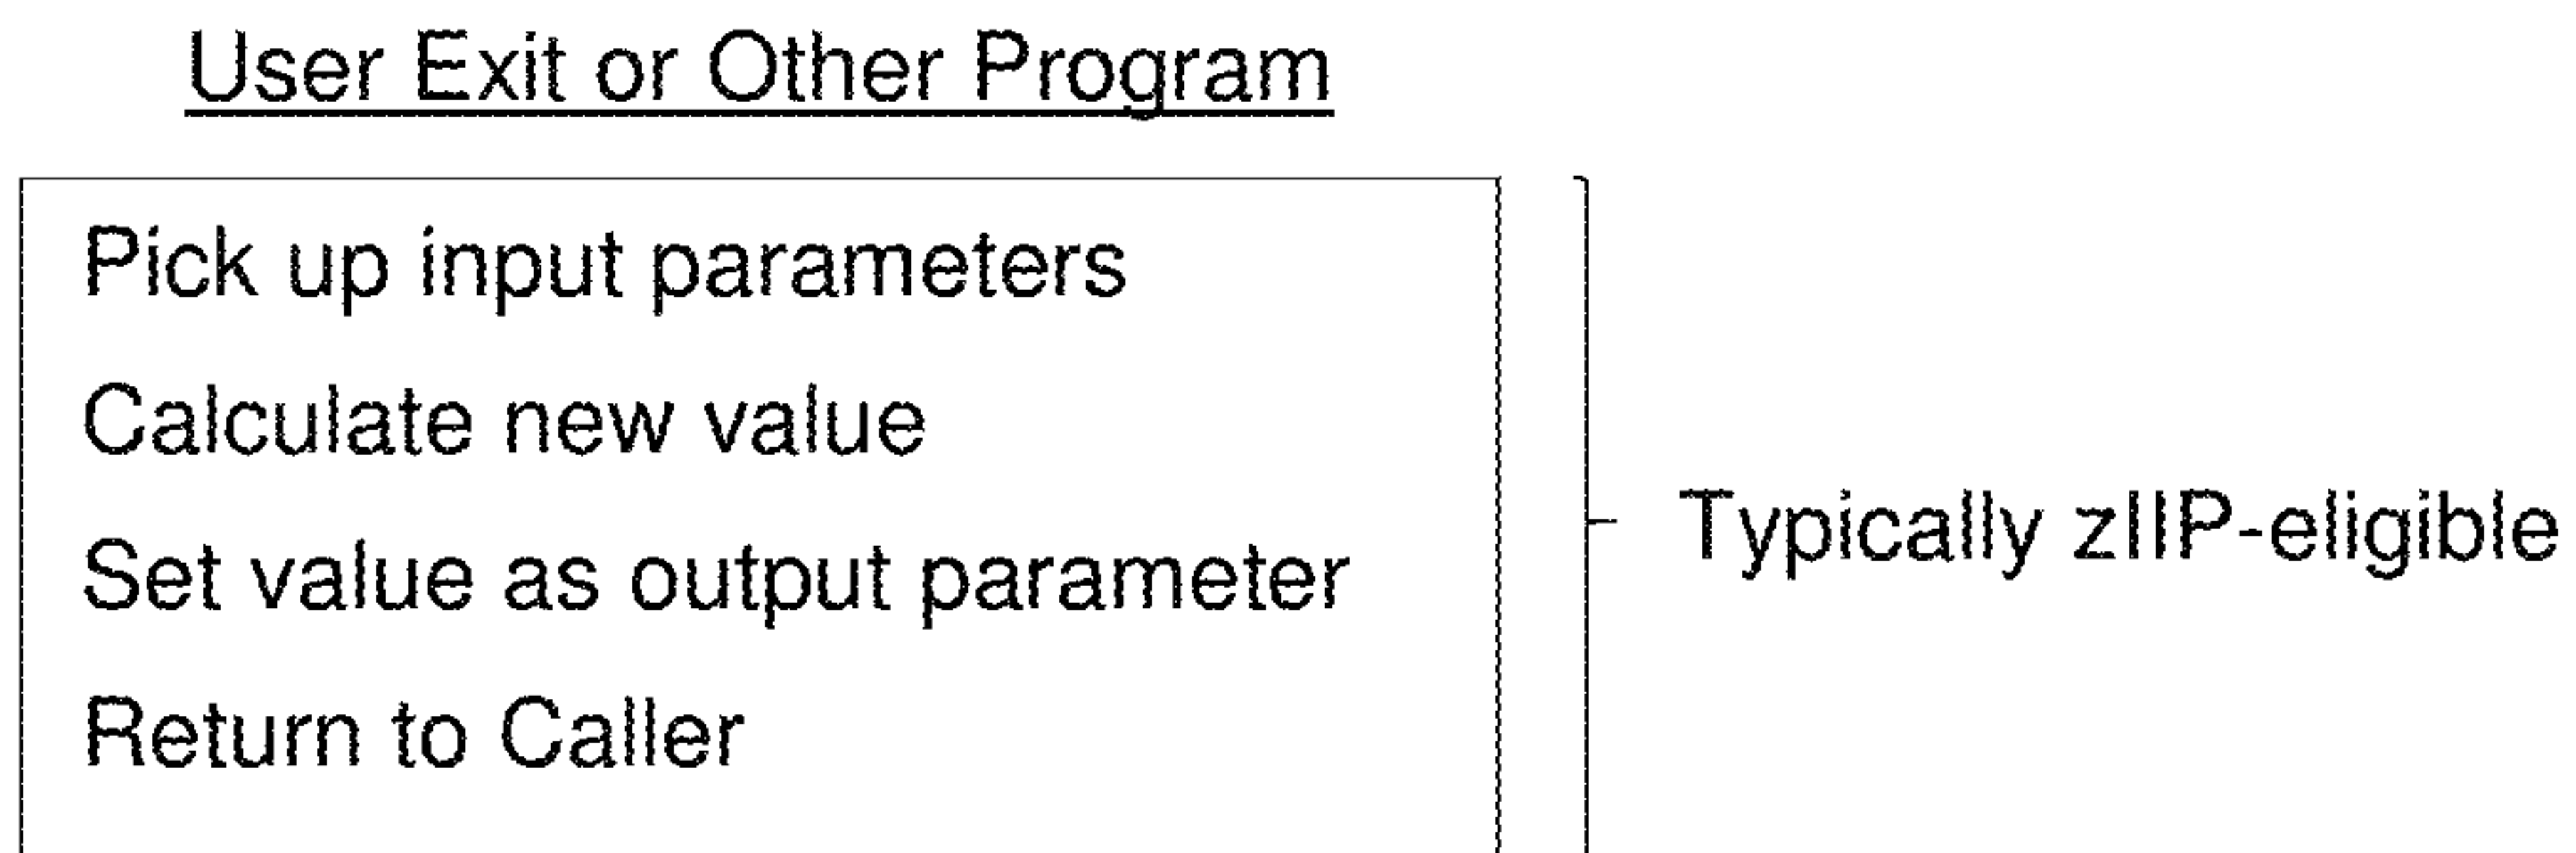 User Exit or Other Program
Pick up input parameters
Calculate new value
Set value as output parameter
Typically zIIP-eligible
Return to Caller